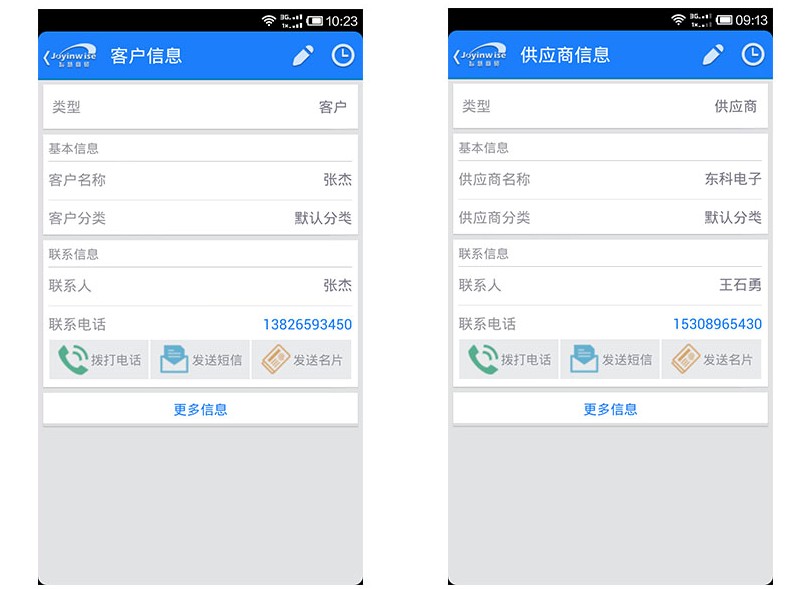 10:23
Joyinwise
客户信息
类型 客户
基本信息
客户名称 张杰
客户分类 默认分类
联系信息
联系人 张杰
联系电话 13826593450
拨打电话 发送短信 发送名片
更多信息
3G 09:13
1X
Joyinwise
供应商信息
类型 供应商
基本信息
供应商名称 东科电子
供应商分类 默认分类
联系信息
联系人 王石勇
联系电话 15308965430
拨打电话 发送短信 发送名片
更多信息